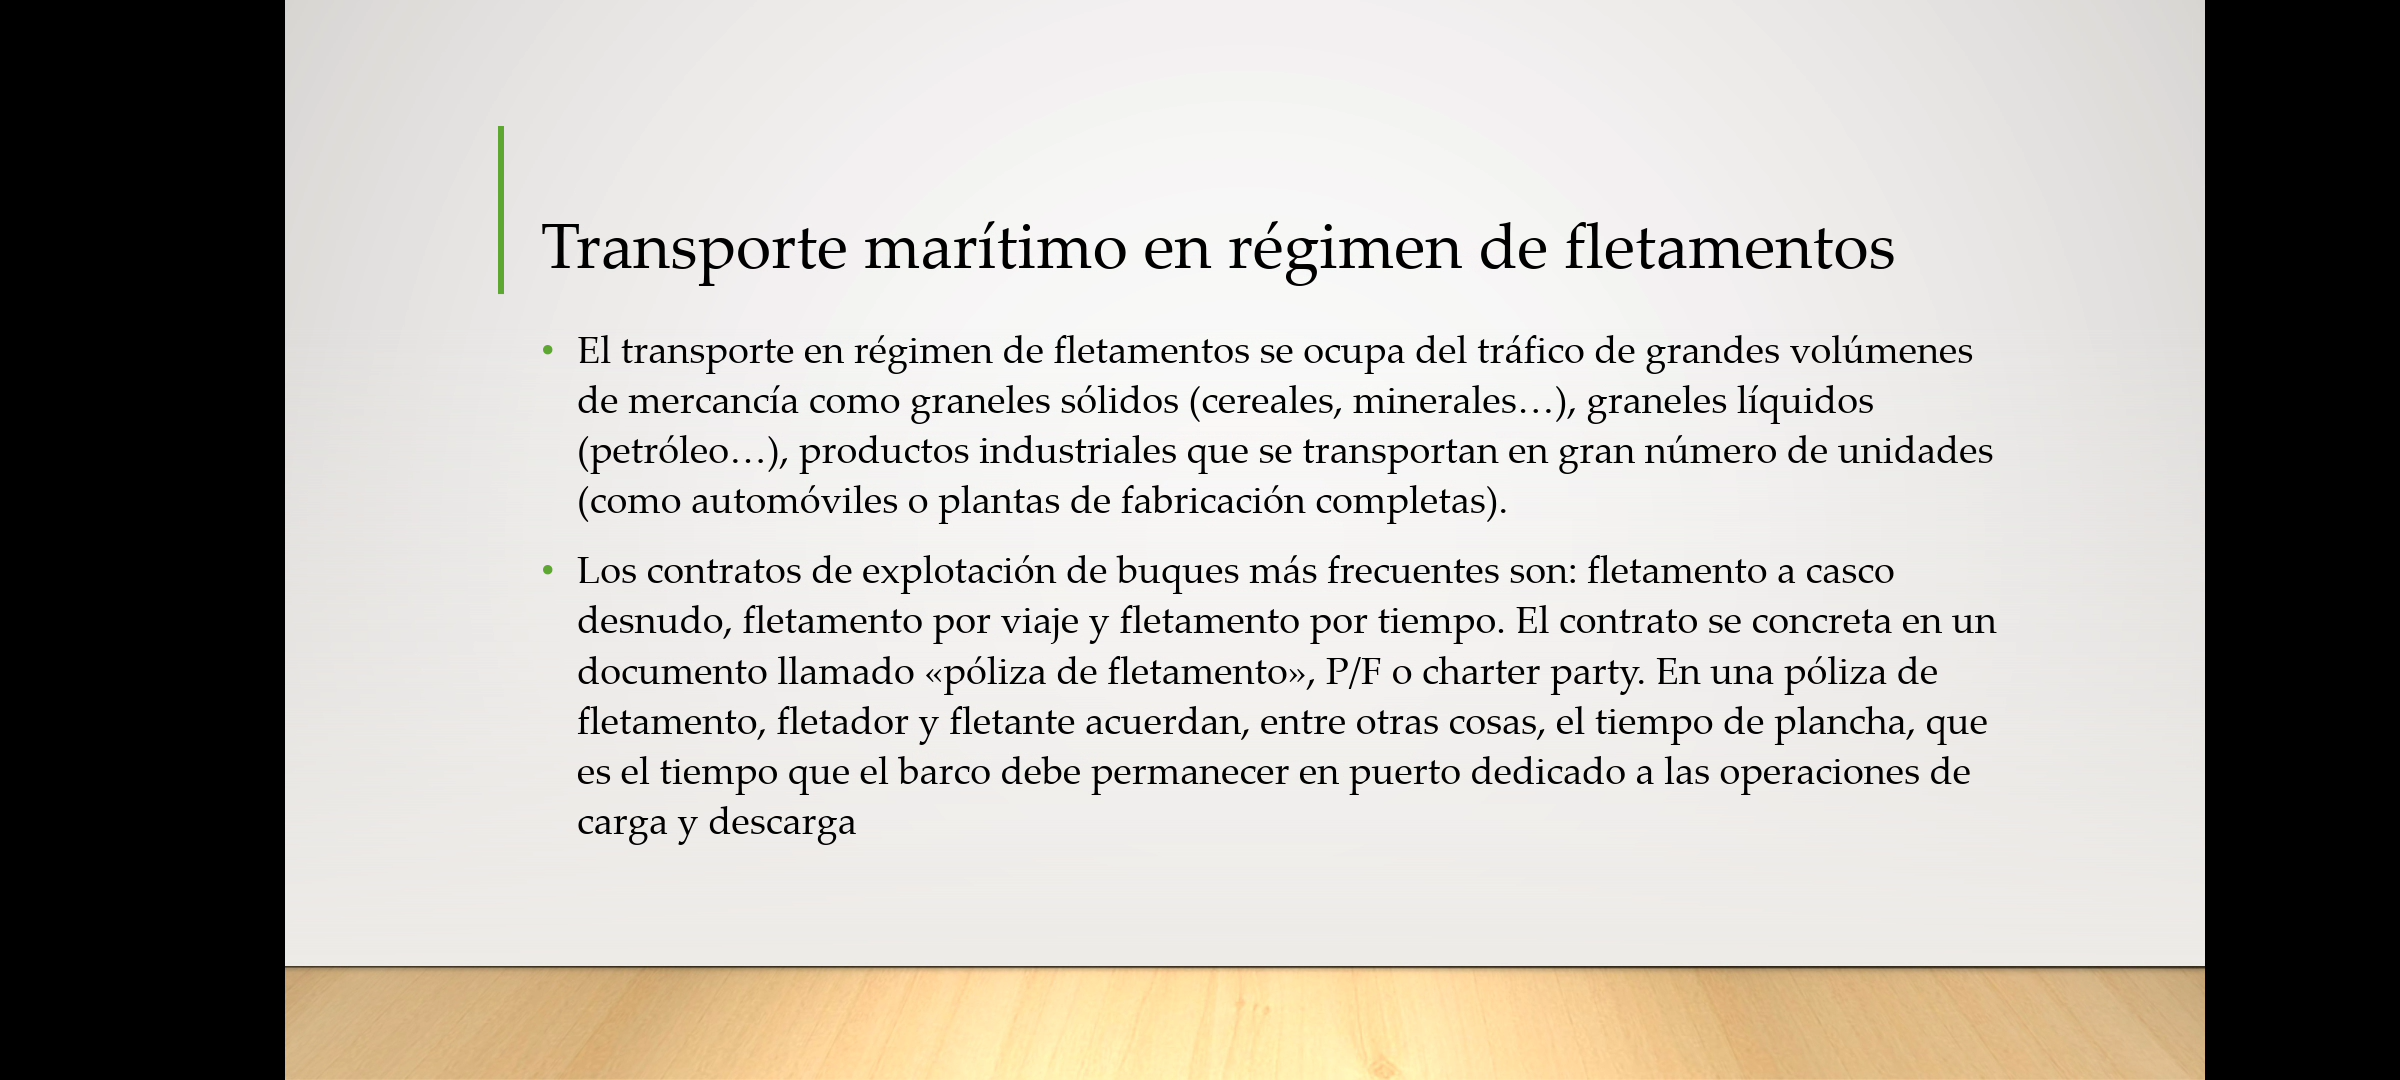 Transporte marítimo en régimen de fletamentos
• El transporte en régimen de fletamentos se ocupa del tráfico de grandes volúmenes
de mercancía como graneles sólidos (cereales, minerales…), graneles líquidos
(petróleo…), productos industriales que se transportan en gran número de unidades
(como automóviles o plantas de fabricación completas).
• Los contratos de explotación de buques más frecuentes son: fletamento a casco
desnudo, fletamento por viaje y fletamento por tiempo. El contrato se concreta en un
documento llamado «póliza de fletamento», P/F o charter party. En una póliza de
fletamento, fletador y fletante acuerdan, entre otras cosas, el tiempo de plancha, que
es el tiempo que el barco debe permanecer en puerto dedicado a las operaciones de
carga y descarga